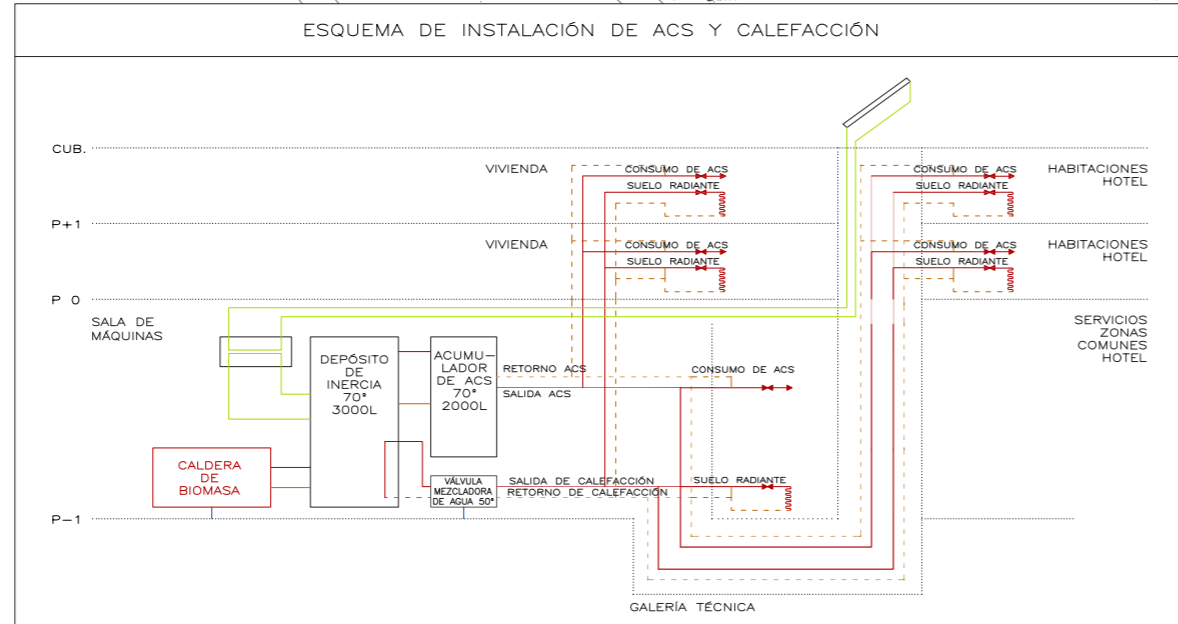 ESQUEMA DE INSTALACIÓN DE ACS Y CALEFACCIÓN
CUB.
VIVIENDA
CONSUMO DE ACS
SUELO RADIANTE
CONSUMO DE ACS
SUELO RADIANTE
HABITACIONES
HOTEL
P+1
VIVIENDA
CONSUMO DE ACS
SUELO RADIANTE
CONSUMO DE ACS
SUELO RADIANTE
HABITACIONES
HOTEL
P 0
SALA DE
MÁQUINAS
SERVICIOS
ZONAS
COMUNES
HOTEL
DEPÓSITO
DE
INERCIA
70°
3000L
ACUMU-
LADOR
DE ACS
70°
2000L
RETORNO ACS
SALIDA ACS
CONSUMO DE ACS
CALDERA
DE
BIOMASA
VÁLVULA
MEZCLADORA
DE AGUA 50°
SALIDA DE CALEFACCIÓN
RETORNO DE CALEFACCIÓN
SUELO RADIANTE
P-1
GALERÍA TÉCNICA